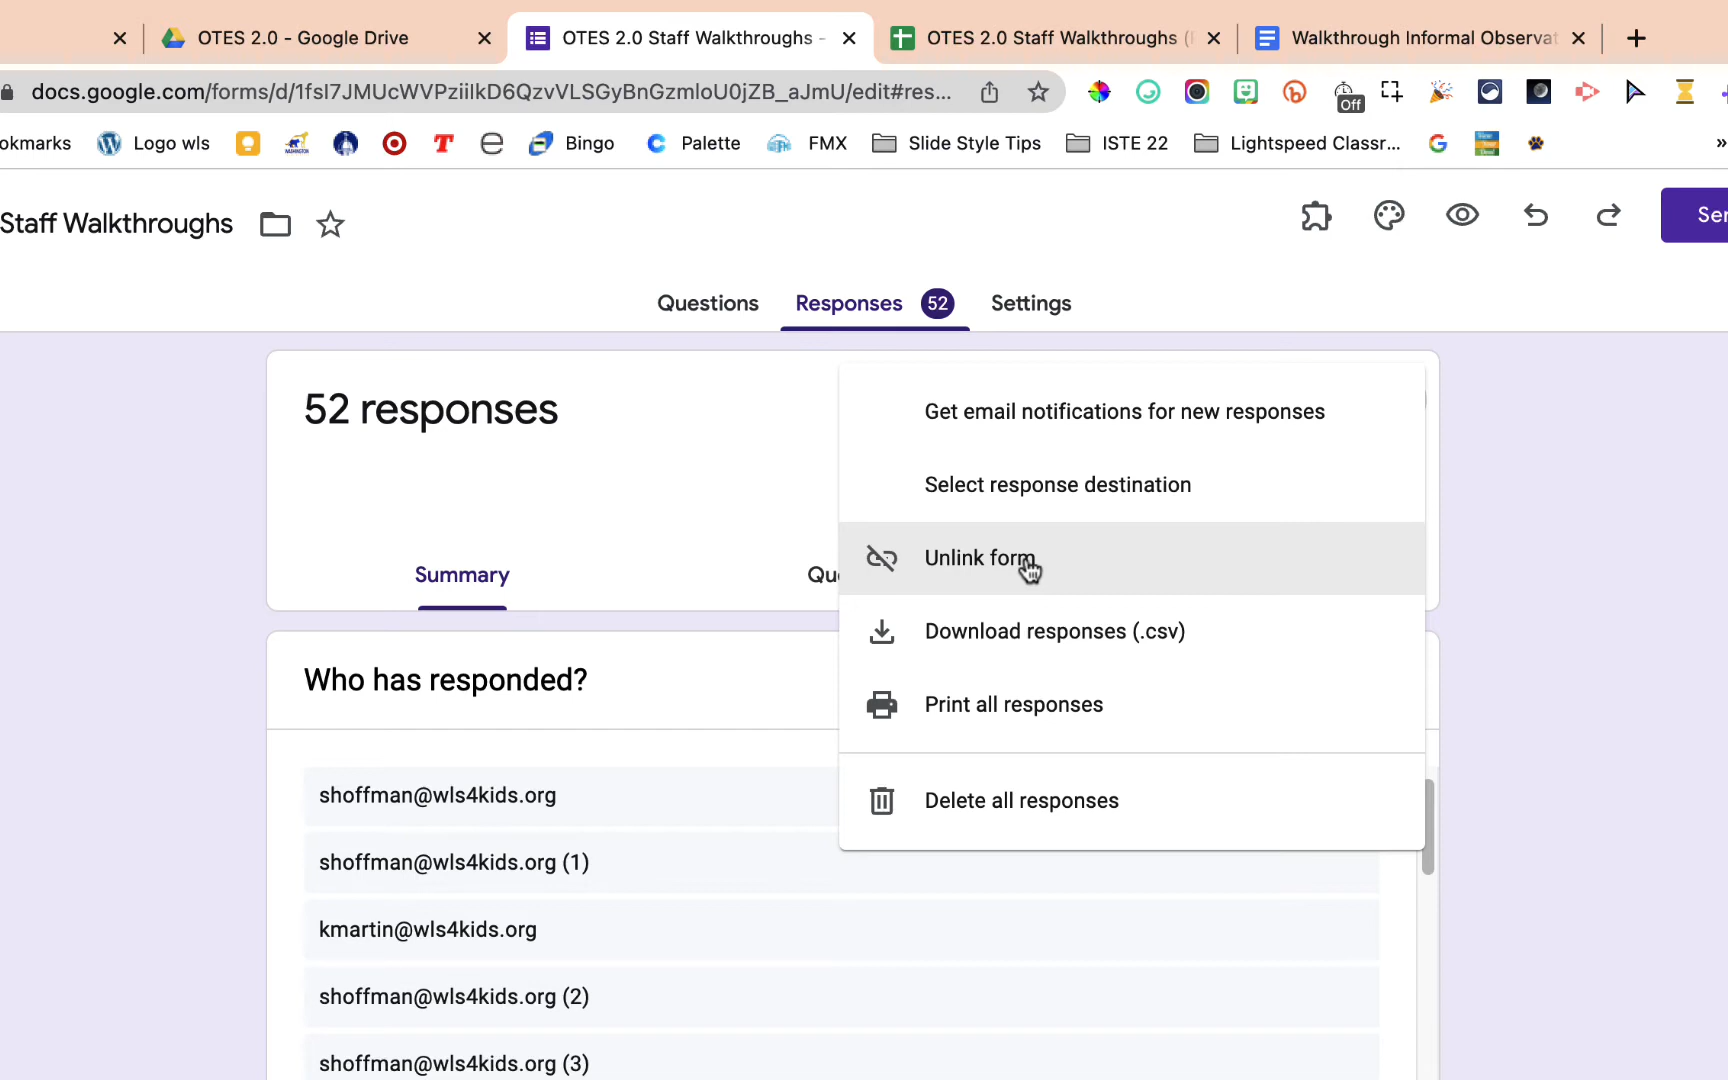 OTES 2.0 - Google Drive
OTES 2.0 Staff Walkthroughs -
OTES 2.0 Staff Walkthroughs (
Walkthrough Informal Observat
docs.google.com/forms/d/1fsI7JMUcWVPziiIkD6QzvVLSGyBnGzmloU0jZB_aJmU/edit#res...
Off
okmarks
Logo wls
Bingo
Palette
FMX
Slide Style Tips
ISTE 22
Lightspeed Classr...
Staff Walkthroughs
Ser
Questions
Responses 52
Settings
52 responses
Get email notifications for new responses
Select response destination
Unlink form
Download responses (.csv)
Print all responses
Delete all responses
Summary
Qu
Who has responded?
shoffman@wls4kids.org
shoffman@wls4kids.org (1)
kmartin@wls4kids.org
shoffman@wls4kids.org (2)
shoffman@wls4kids.org (3)